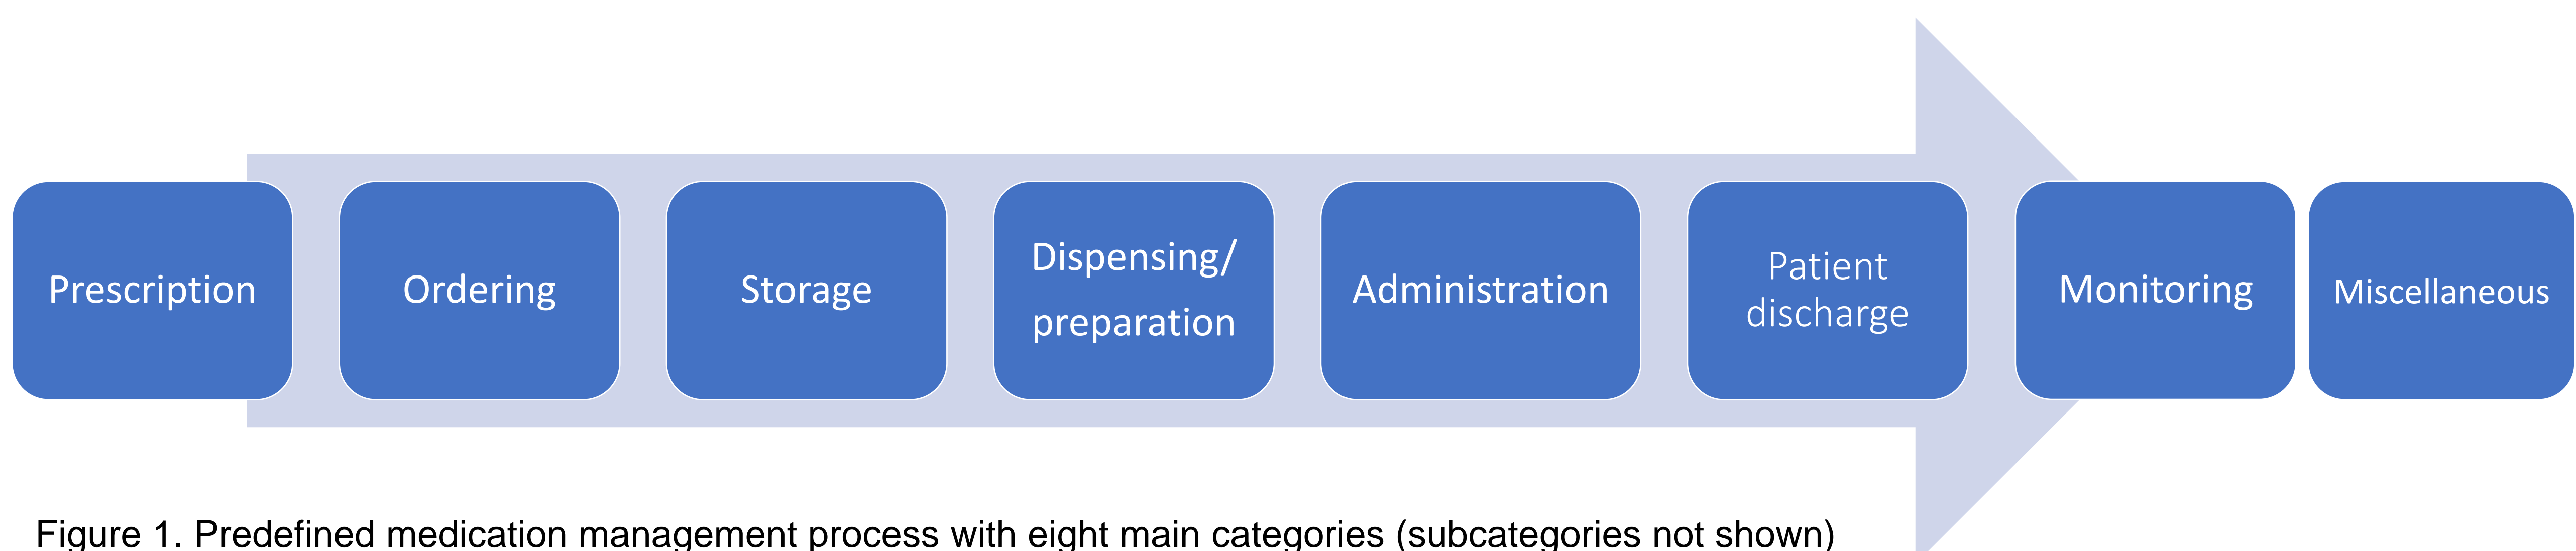 Prescription
Ordering
Storage
Dispensing/
preparation
Administration
Patient
discharge
Monitoring
Miscellaneous
Figure 1. Predefined medication management process with eight main categories (subcategories not shown)